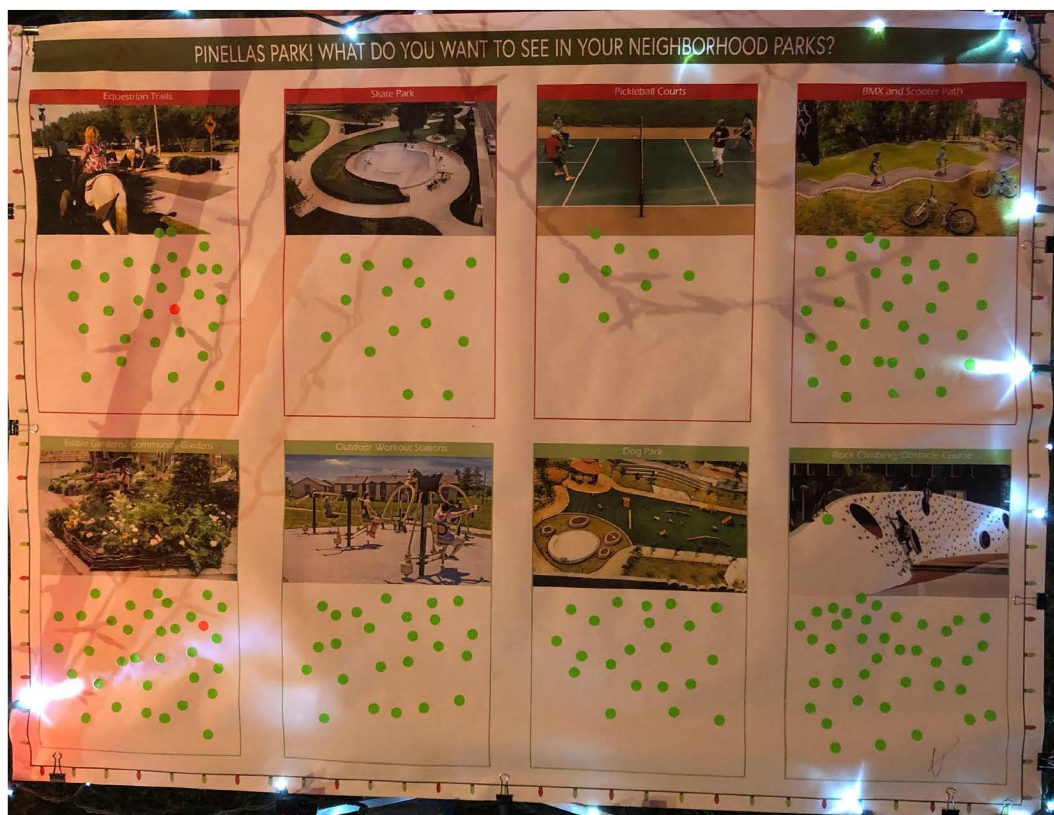 PINELLAS PARK! WHAT DO YOU WANT TO SEE IN YOUR NEIGHBORHOOD PARKS?
Equestrian Trails
Skate Park
Pickleball Courts
BMX and Scooter Path
Edible Gardens/ Community Gardens
Outdoor Workout Stations
Dog Park
Rock Climbing/Obstacle Course